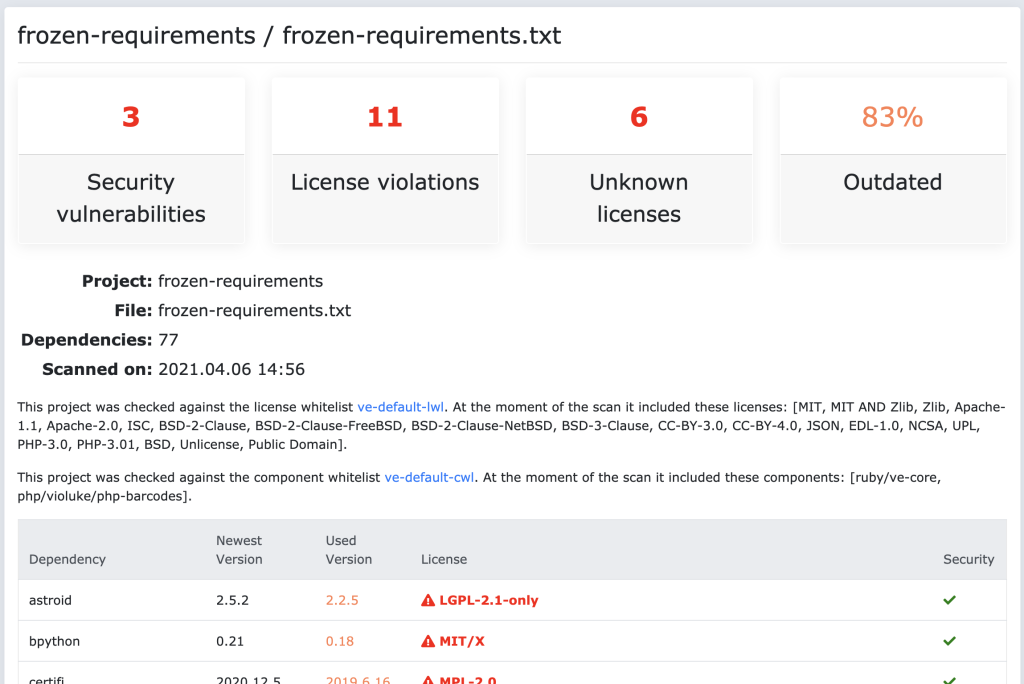 frozen-requirements / frozen-requirements.txt
3
11
6
83%
Security
vulnerabilities
License violations
Unknown
licenses
Outdated
Project: frozen-requirements
File: frozen-requirements.txt
Dependencies: 77
Scanned on: 2021.04.06 14:56
This project was checked against the license whitelist ve-default-lwl. At the moment of the scan it included these licenses: [MIT, MIT AND Zlib, Zlib, Apache-
1.1, Apache-2.0, ISC, BSD-2-Clause, BSD-2-Clause-FreeBSD, BSD-2-Clause-NetBSD, BSD-3-Clause, CC-BY-3.0, CC-BY-4.0, JSON, EDL-1.0, NCSA, UPL,
PHP-3.0, PHP-3.01, BSD, Unlicense, Public Domain].
This project was checked against the component whitelist ve-default-cwl. At the moment of the scan it included these components: [ruby/ve-core,
php/violuke/php-barcodes].
Dependency Newest Version Used Version License Security
astroid 2.5.2 2.2.5 LGPL-2.1-only
bpython 0.21 0.18 MIT/X
certifi 2020.12.5 2019.6.16 MPL-2.0